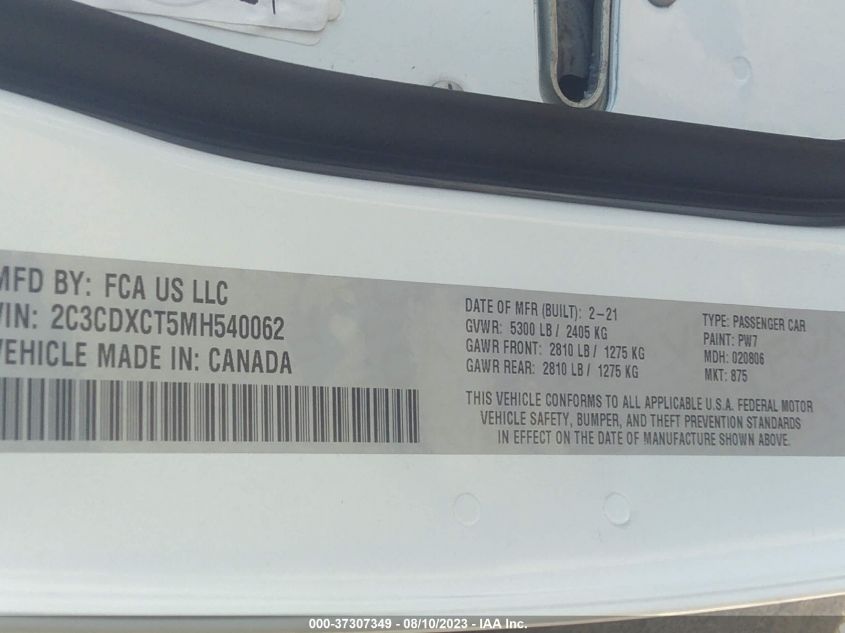 MFD BY: FCA US LLC
VIN: 2C3CDXCT5MH540062
VEHICLE MADE IN: CANADA
DATE OF MFR (BUILT): 2-21
GVWR: 5300 LB / 2405 KG
GAWR FRONT: 2810 LB / 1275 KG
GAWR REAR: 2810 LB / 1275 KG
TYPE: PASSENGER CAR
PAINT: PW7
MDH: 020806
MKT: 875
THIS VEHICLE CONFORMS TO ALL APPLICABLE U.S.A. FEDERAL MOTOR
VEHICLE SAFETY, BUMPER, AND THEFT PREVENTION STANDARDS
IN EFFECT ON THE DATE OF MANUFACTURE SHOWN ABOVE.
000-37307349 - 08/10/2023 - IAA Inc.